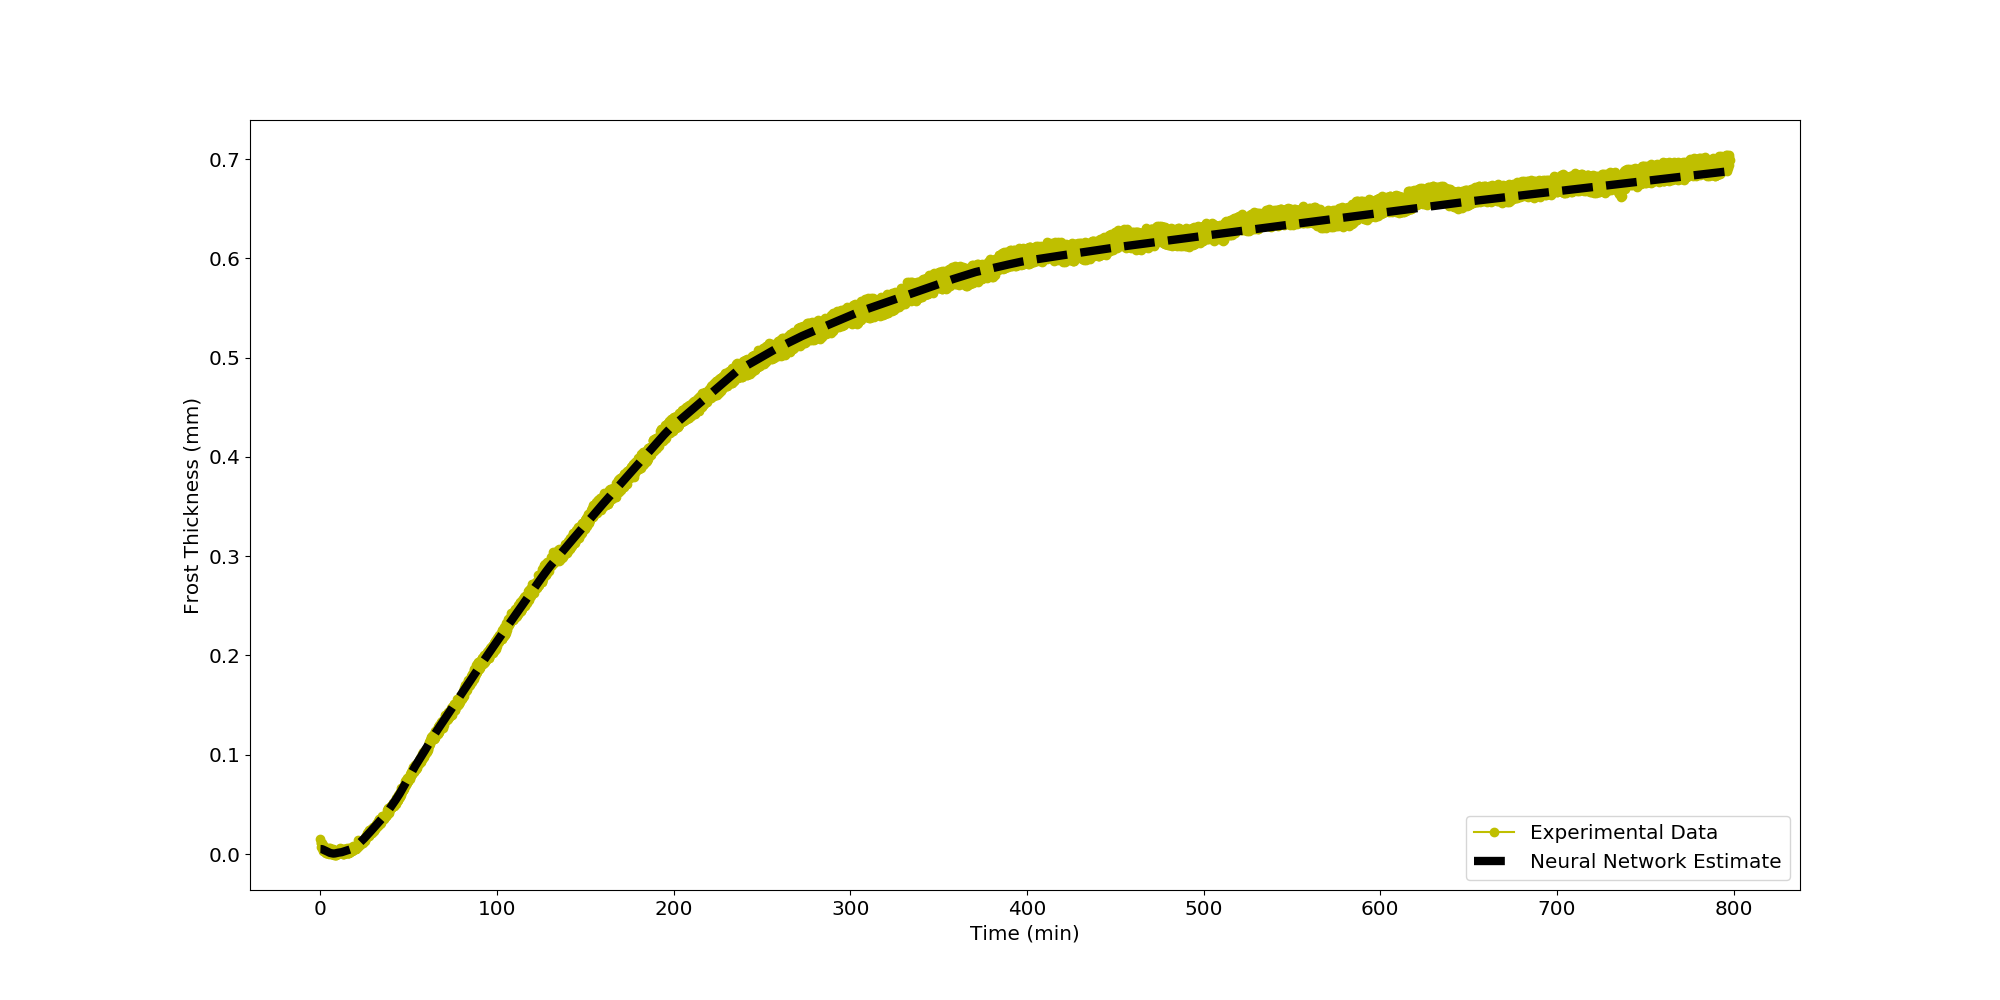 0.7
0.6
0.5
0.4
0.3
0.2
0.1
0.0
Frost Thickness (mm)
Experimental Data
Neural Network Estimate
0 100 200 300 400 500 600 700 800
Time (min)